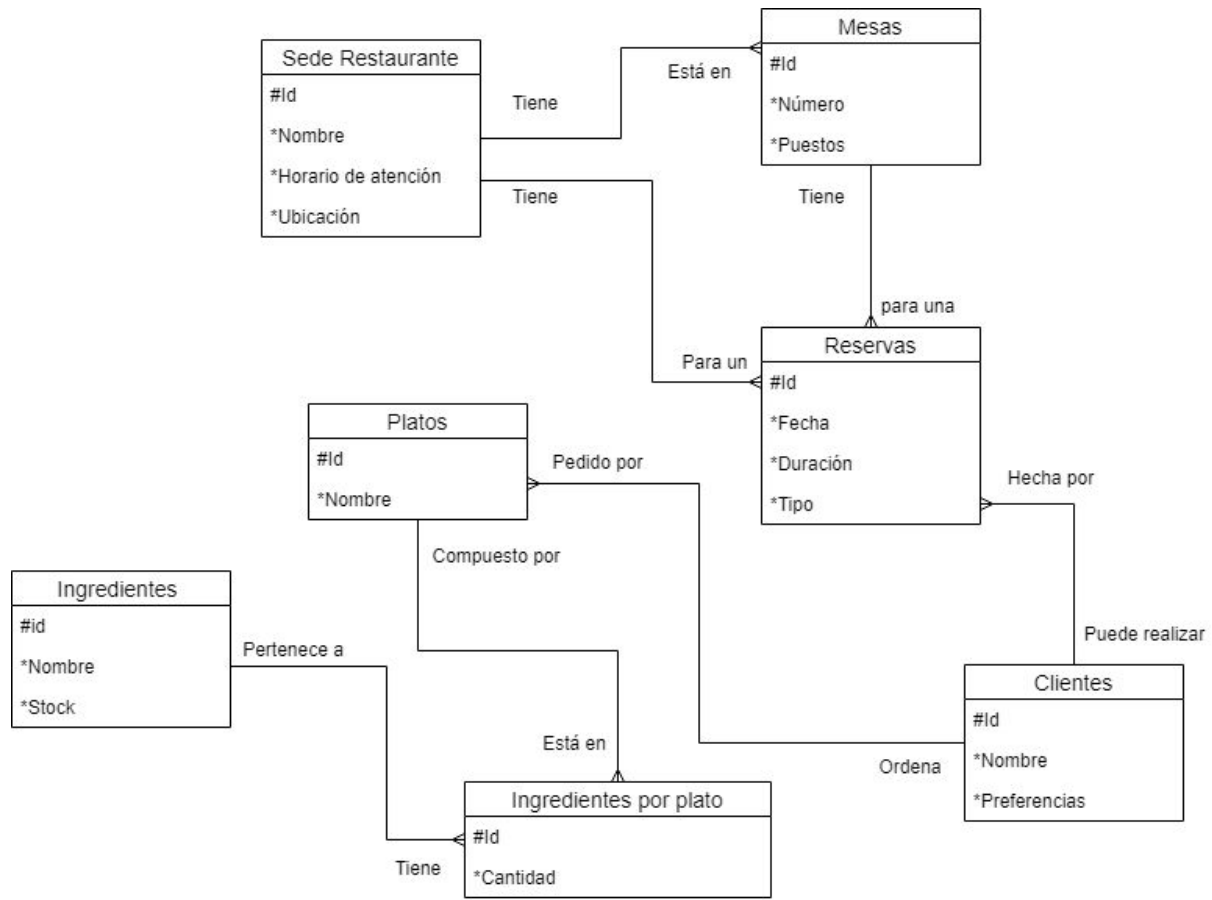 Sede Restaurante
#Id
*Nombre
*Horario de atención
*Ubicación
Tiene
Está en
Tiene
Mesas
#Id
*Número
*Puestos
Tiene
para una
Para un
Reservas
#Id
*Fecha
*Duración
*Tipo
Platos
#Id
*Nombre
Pedido por
Hecha por
Compuesto por
Ingredientes
#id
*Nombre
*Stock
Pertenece a
Puede realizar
Clientes
#Id
*Nombre
*Preferencias
Ordena
Está en
Ingredientes por plato
#Id
*Cantidad
Tiene